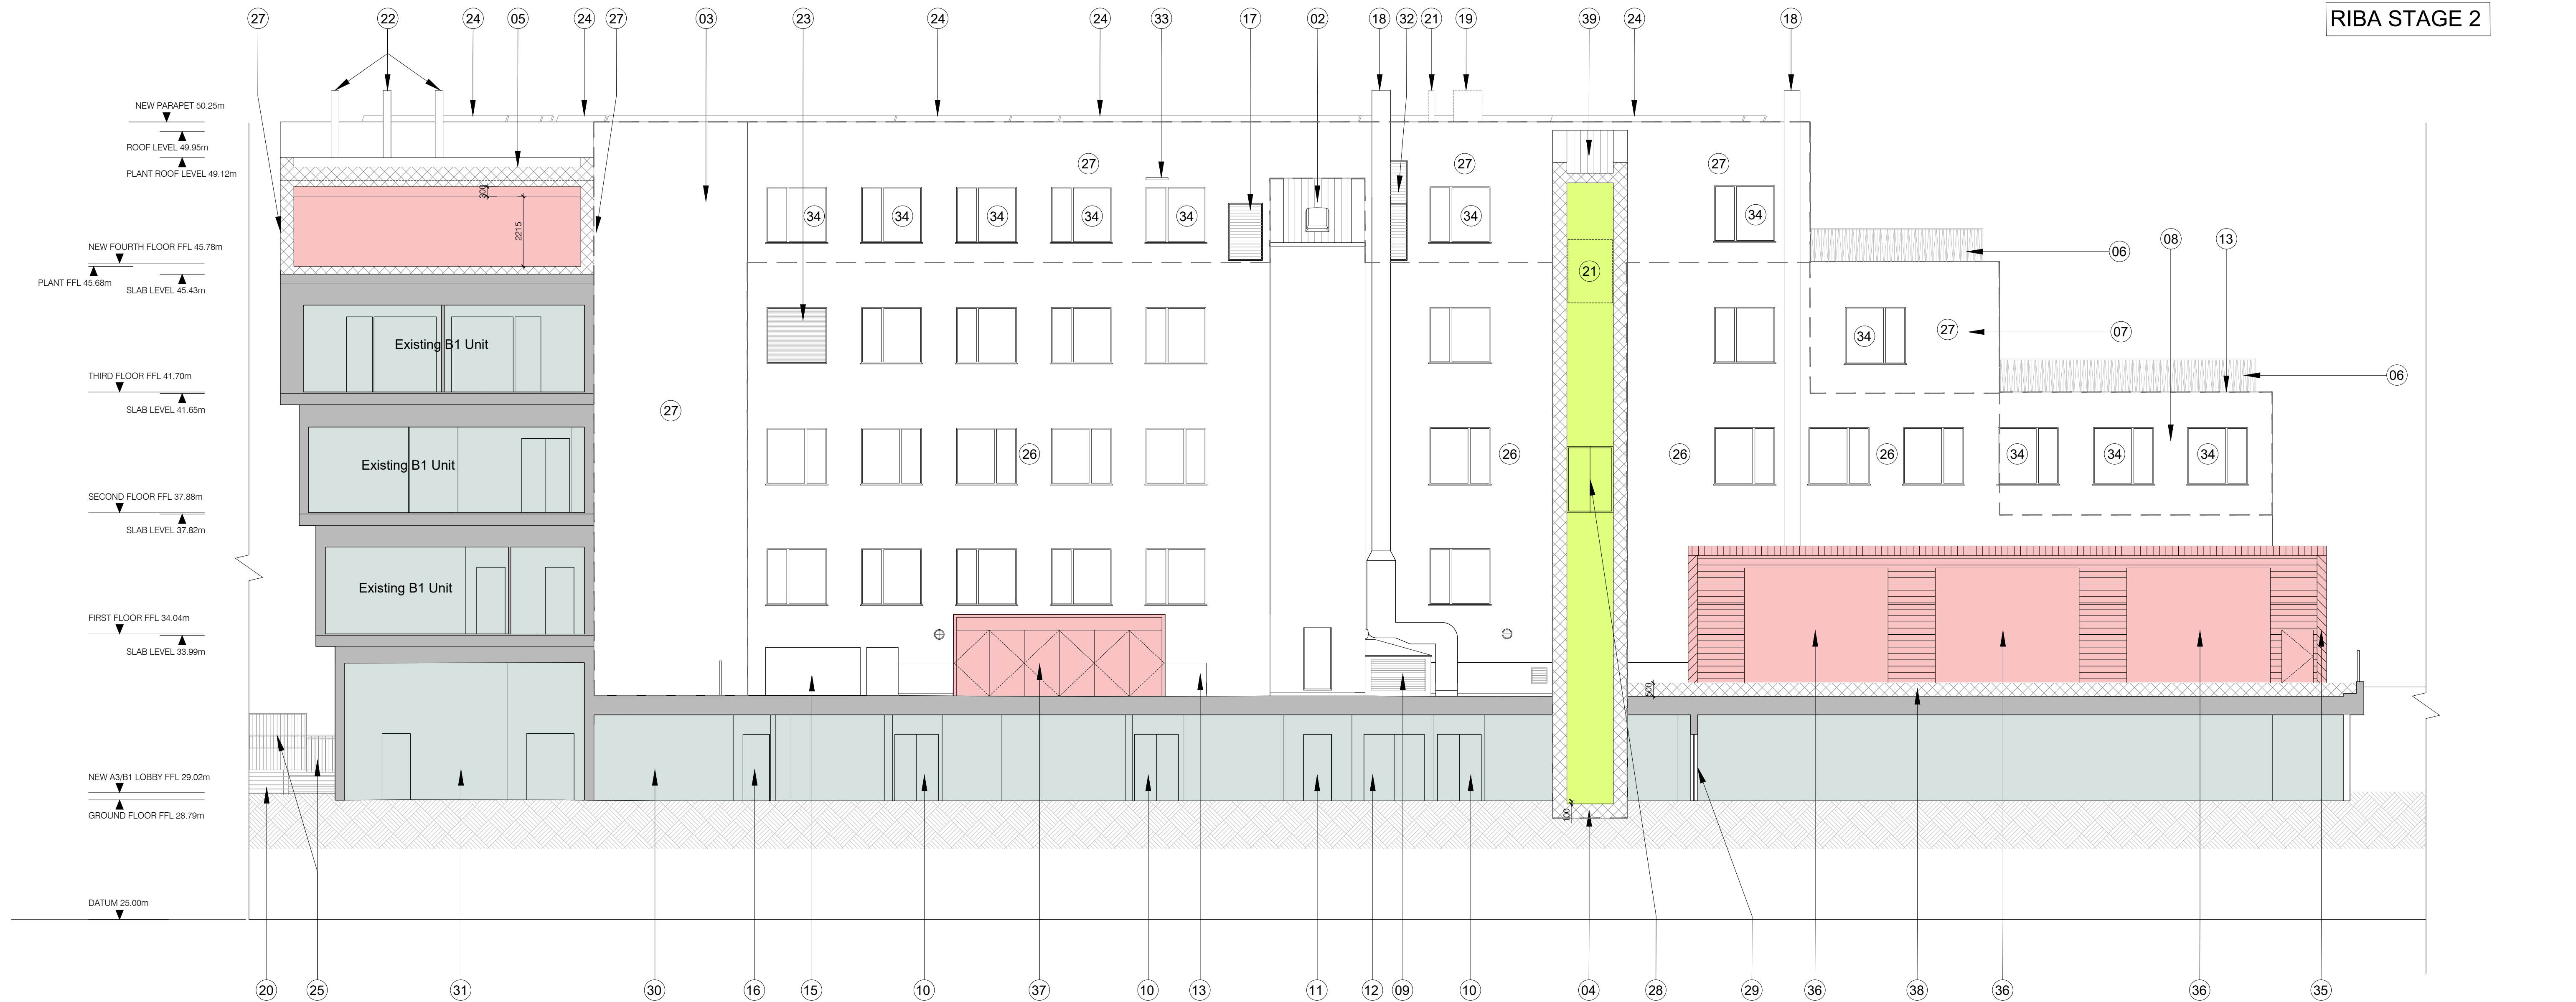 RIBA STAGE 2
27 22 24 05 24 27 03 23 24 24 33 17 02 18 32 21 19 39 24 18
NEW PARAPET 50.25m
ROOF LEVEL 49.95m
PLANT ROOF LEVEL 49.12m
27 27 27
300
2215
34 34 34 34 34 34 34
NEW FOURTH FLOOR FFL 45.78m
PLANT FFL 45.68m
SLAB LEVEL 45.43m
21
06 08 13
Existing B1 Unit
34 27 07
THIRD FLOOR FFL 41.70m
SLAB LEVEL 41.65m
06
27
Existing B1 Unit
26 26 26 26 34 34 34
SECOND FLOOR FFL 37.88m
SLAB LEVEL 37.82m
Existing B1 Unit
FIRST FLOOR FFL 34.04m
SLAB LEVEL 33.99m
500
NEW A3/B1 LOBBY FFL 29.02m
GROUND FLOOR FFL 28.79m
100
DATUM 25.00m
20 25 31 30 16 15 10 37 10 13 11 12 09 10 04 28 29 36 38 36 36 35